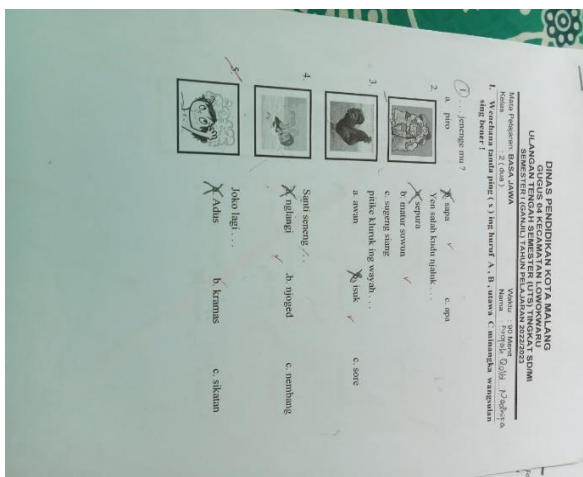 DINAS PENDIDIKAN KOTA MALANG
GUGUS 04 KECAMATAN LOWOKWARU
ULANGAN TENGAH SEMESTER (UTS) TINGKAT SD/MI
SEMESTER I (GANJIL) TAHUN PELAJARAN 2022/2023
Mata Pelajaran: BASA JAWA Waktu : 90 Menit
Kelas : 2 ( dua ) Nama :
I. Wenehana tanda ping ( x ) ing huruf A , B , utawa C minangka wangsulan
sing bener !
1. . . . jenenge mu ?
a. piro b. sapa c. apa
2. Yen salah kudu njaluk . . .
a. sepura
b. matur suwun
c. sugeng siang
3. pitike kluruk ing wayah . . .
a. awan b. isuk c. sore
4. Santi seneng . . .
a. nglangi .b. njoged c. nembang
5. Joko lagi . . .
a. Adus b. kramas c. sikatan